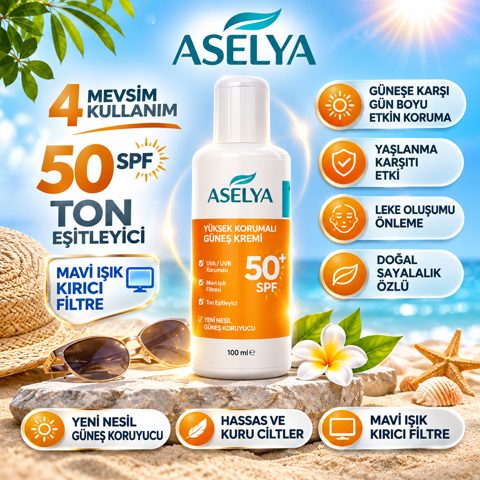 ASELYA
4 MEVSİM
KULLANIM
50 SPF
TON
EŞİTLEYİCİ
MAVİ IŞIK
KIRICI
FİLTRE
ASELYA
YÜKSEK KORUMALI
GÜNEŞ KREMİ
UVA / UVB
Koruması
Mavi Işık
Filtresi
Ton Eşitleyici
50+
SPF
YENİ NESİL
GÜNEŞ KORUYUCU
100 ml e
GÜNEŞE KARŞI
GÜN BOYU
ETKİN KORUMA
YAŞLANMA
KARŞITI
ETKİ
LEKE OLUŞUMU
ÖNLEME
DOĞAL
SAYALALIK
ÖZLÜ
YENİ NESİL
GÜNEŞ KORUYUCU
HASSAS VE
KURU CİLTLER
MAVİ IŞIK
KIRICI FİLTRE